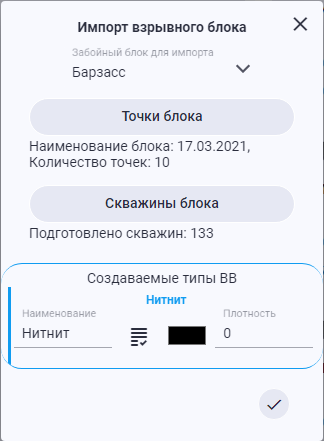 Импорт взрывного блока
Забойный блок для импорта
Барзасс
Точки блока
Наименование блока: 17.03.2021,
Количество точек: 10
Скважины блока
Подготовлено скважин: 133
Создаваемые типы ВВ
Нитнит
Наименование Плотность
Нитнит 0